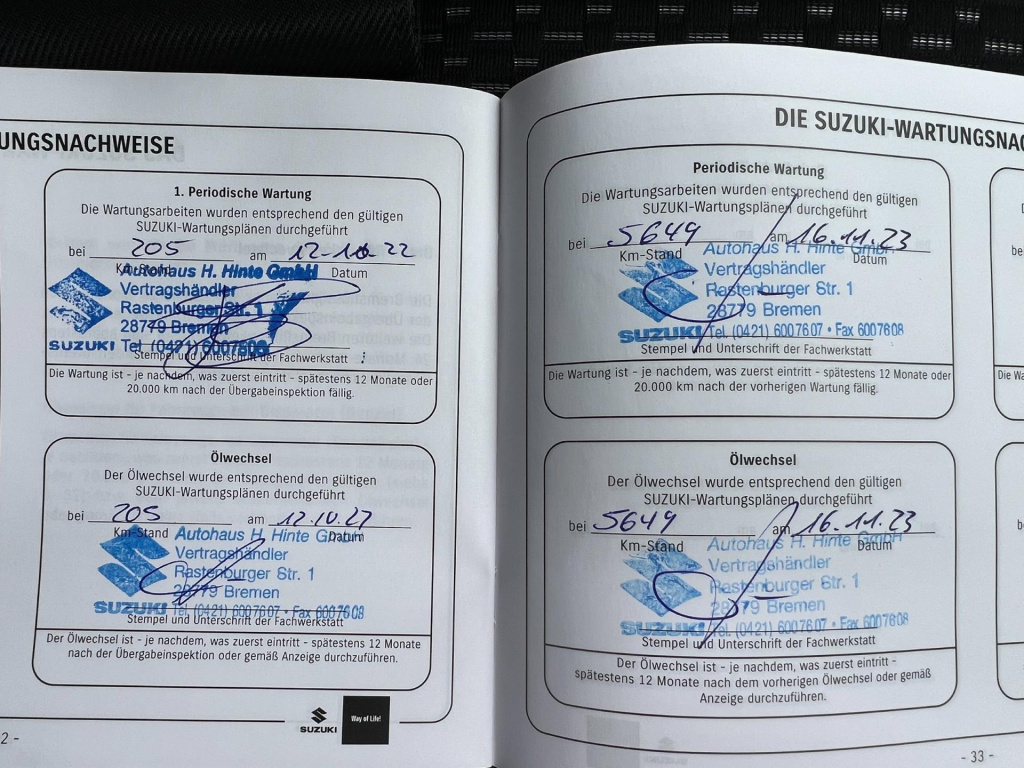 UNGSNACHWEISE
1. Periodische Wartung
Die Wartungsarbeiten wurden entsprechend den gültigen
SUZUKI-Wartungsplänen durchgeführt
bei 205 am 12.10.22
Km-Stand Datum
Autohaus H. Hinte GmbH
Vertragshändler
Rastenburger Str. 1
28779 Bremen
SUZUKI Tel. (0421) 6007608
Stempel und Unterschrift der Fachwerkstatt
Die Wartung ist - je nachdem, was zuerst eintritt - spätestens 12 Monate oder
20.000 km nach der Übergabeinspektion fällig.
Ölwechsel
Der Ölwechsel wurde entsprechend den gültigen
SUZUKI-Wartungsplänen durchgeführt
bei 205 am 12.10.22
Km-Stand Datum
Autohaus H. Hinte GmbH
Vertragshändler
Rastenburger Str. 1
28779 Bremen
SUZUKI Tel. (0421) 6007607 • Fax 6007608
Stempel und Unterschrift der Fachwerkstatt
Der Ölwechsel ist - je nachdem, was zuerst eintritt - spätestens 12 Monate
nach der Übergabeinspektion oder gemäß Anzeige durchzuführen.
SUZUKI
Way of Life!
2 -
DIE SUZUKI-WARTUNGSNAC
Periodische Wartung
Die Wartungsarbeiten wurden entsprechend den gültigen
SUZUKI-Wartungsplänen durchgeführt
bei 5649 am 16.11.23
Km-Stand Datum
Autohaus H. Hinte GmbH
Vertragshändler
Rastenburger Str. 1
28779 Bremen
SUZUKI Tel. (0421) 6007607 • Fax 6007608
Stempel und Unterschrift der Fachwerkstatt
Die Wartung ist - je nachdem, was zuerst eintritt - spätestens 12 Monate oder
20.000 km nach der vorherigen Wartung fällig.
Ölwechsel
Der Ölwechsel wurde entsprechend den gültigen
SUZUKI-Wartungsplänen durchgeführt
bei 5649 am 16.11.23
Km-Stand Datum
Autohaus H. Hinte GmbH
Vertragshändler
Rastenburger Str. 1
28779 Bremen
SUZUKI Tel. (0421) 6007607 • Fax 6007608
Stempel und Unterschrift der Fachwerkstatt
Der Ölwechsel ist - je nachdem, was zuerst eintritt -
spätestens 12 Monate nach dem vorherigen Ölwechsel oder gemäß
Anzeige durchzuführen.
- 33 -
Die Wa